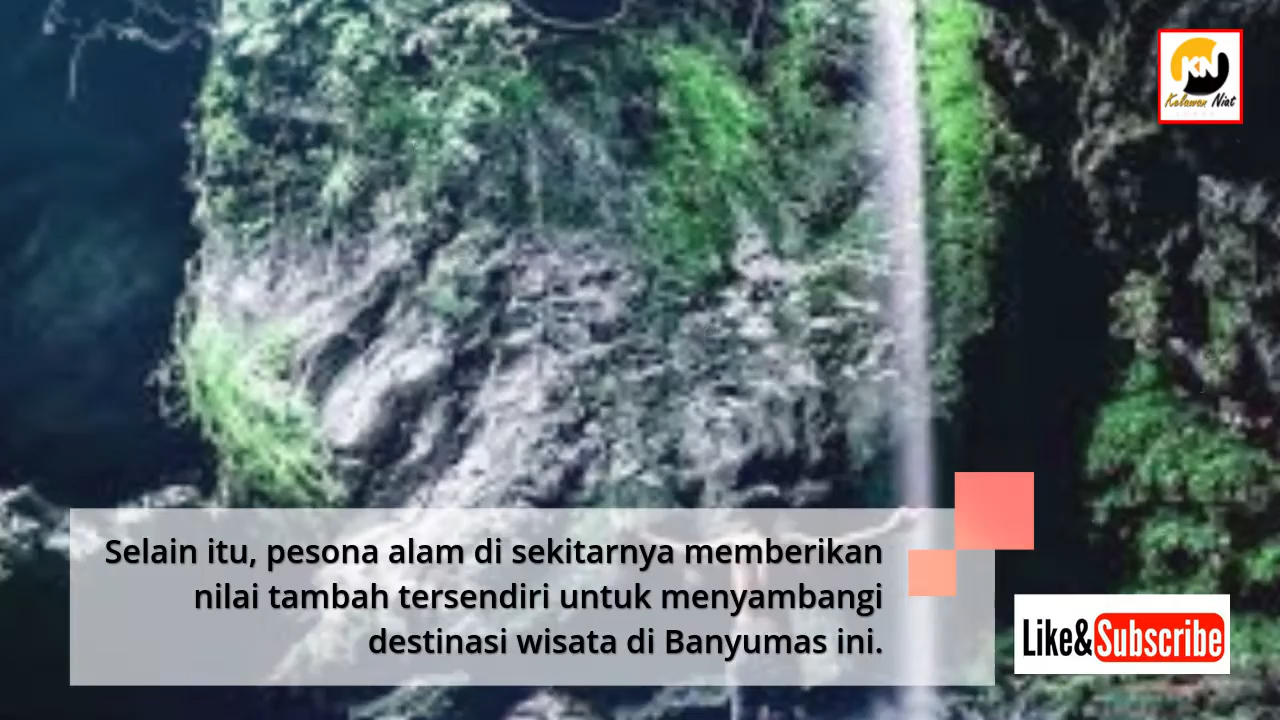 KN
Kelawan Niat
Selain itu, pesona alam di sekitarnya memberikan
nilai tambah tersendiri untuk menyambangi
destinasi wisata di Banyumas ini.
Like& Subscribe